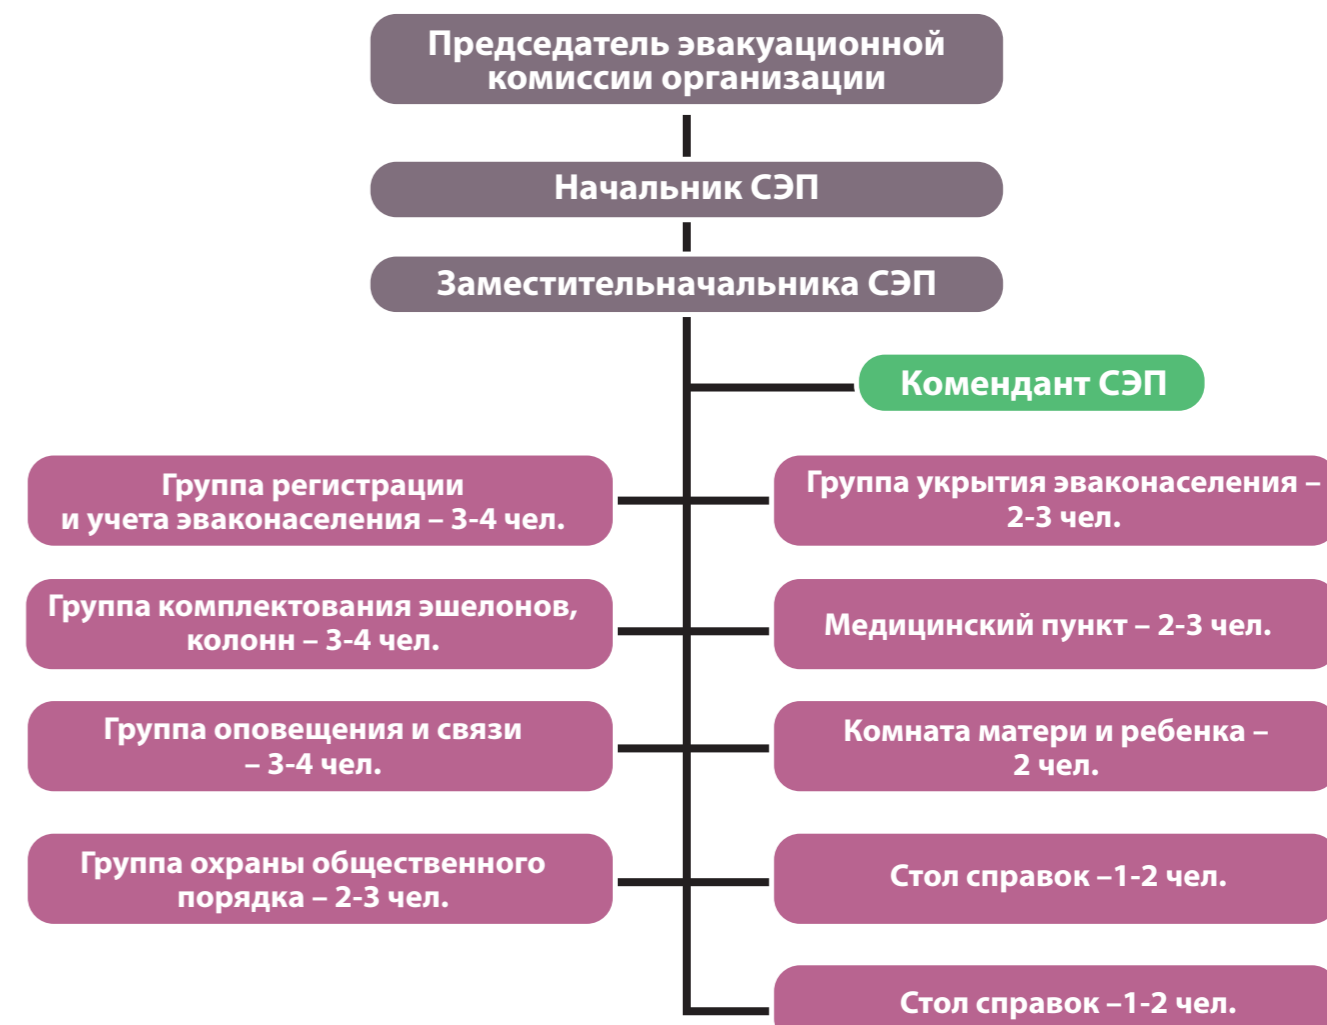 Председатель эвакуационной
комиссии организации
Начальник СЭП
Заместительначальника СЭП
Комендант СЭП
Группа регистрации
и учета эваконаселения – 3-4 чел.
Группа укрытия эваконаселения –
2-3 чел.
Группа комплектования эшелонов,
колонн – 3-4 чел.
Медицинский пункт – 2-3 чел.
Группа оповещения и связи
– 3-4 чел.
Комната матери и ребенка –
2 чел.
Группа охраны общественного
порядка – 2-3 чел.
Стол справок –1-2 чел.
Стол справок –1-2 чел.